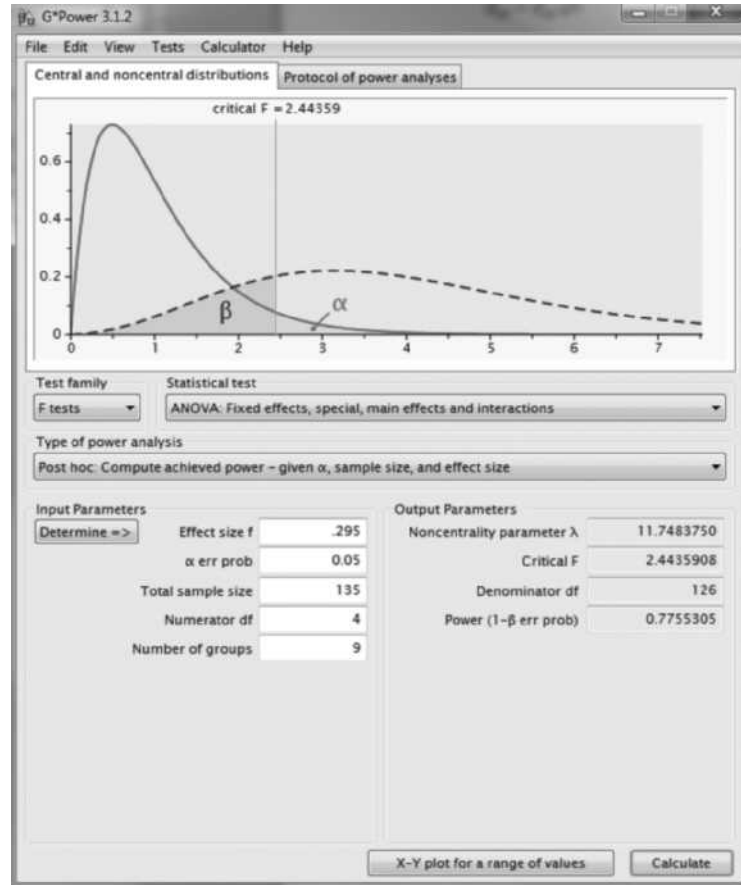 G*Power 3.1.2
File Edit View Tests Calculator Help
Central and noncentral distributions Protocol of power analyses
critical F = 2.44359
0.6
0.4
0.2
0
β
α
0 1 2 3 4 5 6 7
Test family Statistical test
F tests ANOVA: Fixed effects, special, main effects and interactions
Type of power analysis
Post hoc: Compute achieved power – given α, sample size, and effect size
Input Parameters Output Parameters
Determine => Effect size f .295 Noncentrality parameter λ 11.7483750
α err prob 0.05 Critical F 2.4435908
Total sample size 135 Denominator df 126
Numerator df 4 Power (1–β err prob) 0.7755305
Number of groups 9
X-Y plot for a range of values Calculate